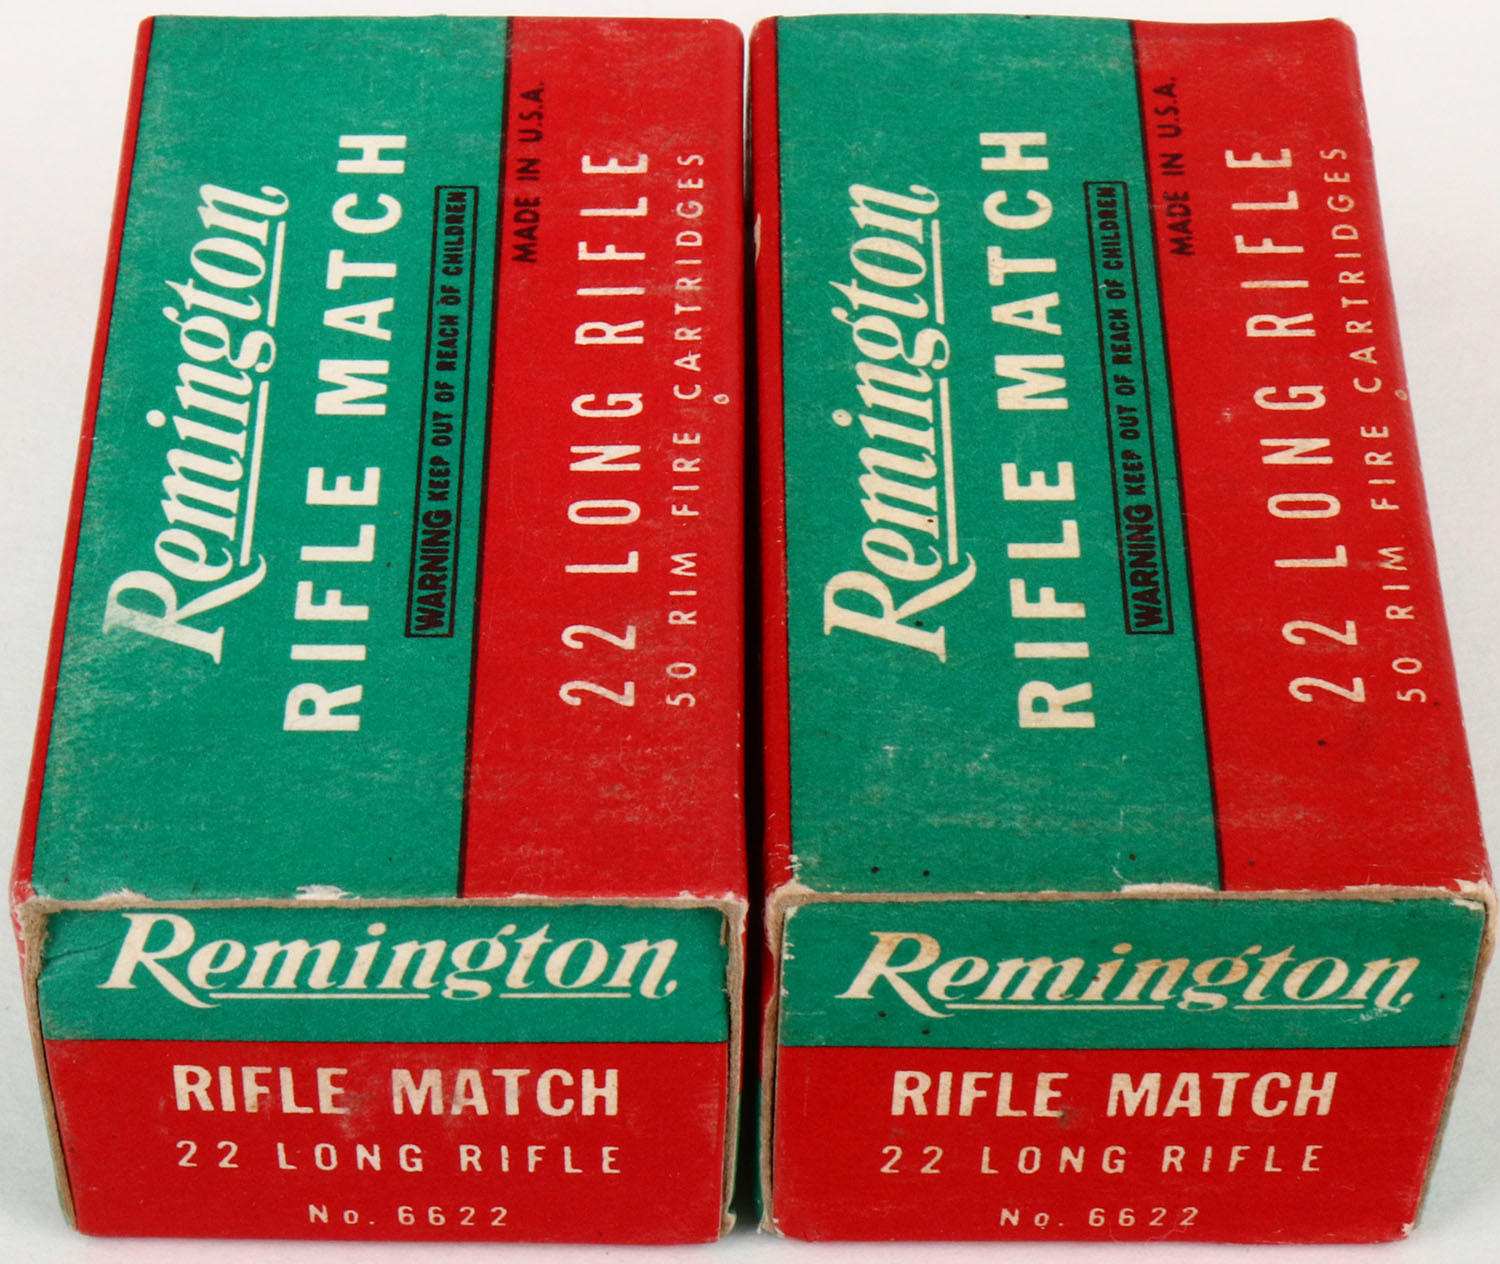 Remington
RIFLE MATCH
WARNING KEEP OUT OF REACH OF CHILDREN
MADE IN U.S.A.
22 LONG RIFLE
50 RIM FIRE CARTRIDGES
Remington
RIFLE MATCH
22 LONG RIFLE
No. 6622
Remington
RIFLE MATCH
WARNING KEEP OUT OF REACH OF CHILDREN
MADE IN U.S.A.
22 LONG RIFLE
50 RIM FIRE CARTRIDGES
Remington
RIFLE MATCH
22 LONG RIFLE
No. 6622